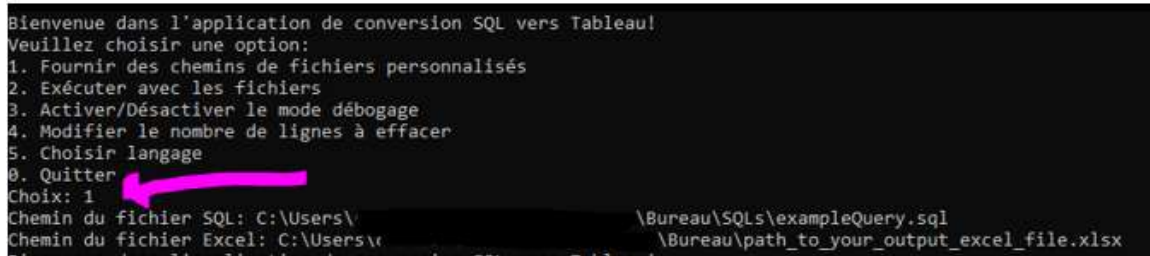 Bienvenue dans l'application de conversion SQL vers Tableau!
Veuillez choisir une option:
1. Fournir des chemins de fichiers personnalisés
2. Exécuter avec les fichiers
3. Activer/Désactiver le mode débogage
4. Modifier le nombre de lignes à effacer
5. Choisir langage
0. Quitter
Choix: 1
Chemin du fichier SQL: C:\Users\ \Bureau\SQLs\exampleQuery.sql
Chemin du fichier Excel: C:\Users\ \Bureau\path_to_your_output_excel_file.xlsx